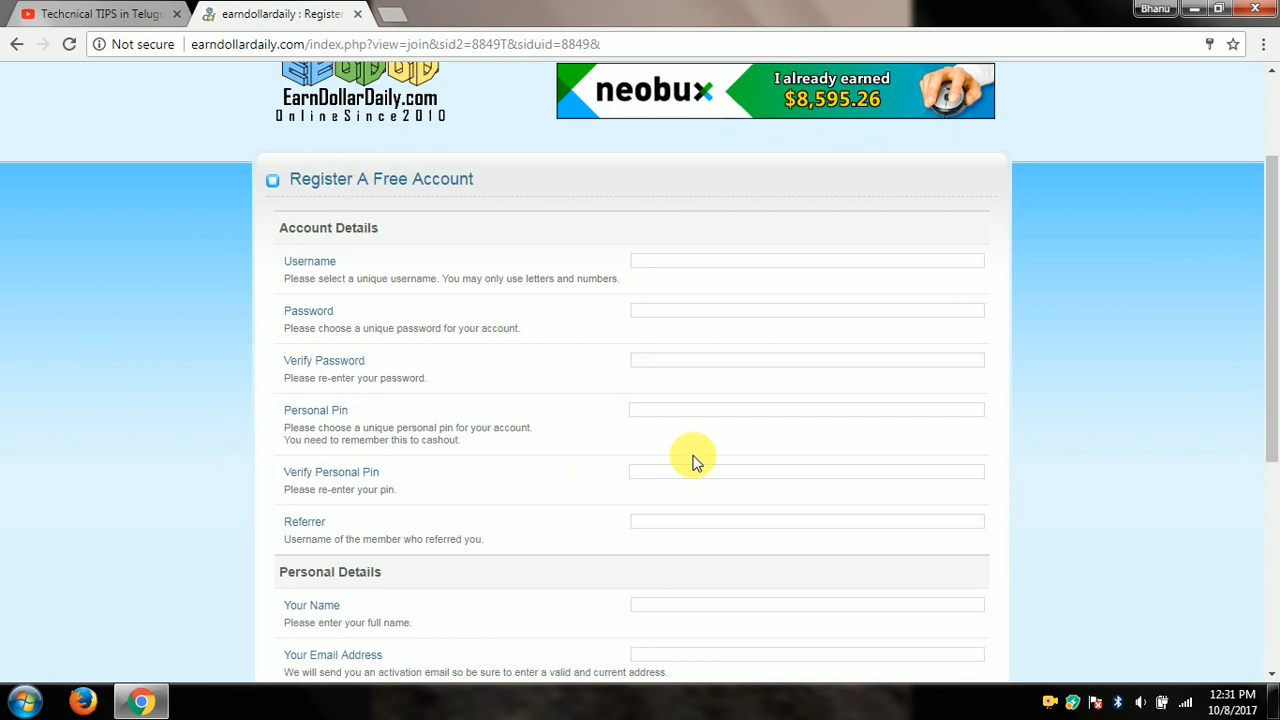 Techcnical TIPS in Telugu
earndollardaily : Register
Bhanu
Not secure
earndollardaily.com/index.php?view=join&sid2=8849T&siduid=8849&
EarnDollarDaily.com
OnlineSince2010
neobux
I already earned
$8,595.26
Register A Free Account
Account Details
Username
Please select a unique username. You may only use letters and numbers.
Password
Please choose a unique password for your account.
Verify Password
Please re-enter your password.
Personal Pin
Please choose a unique personal pin for your account.
You need to remember this to cashout.
Verify Personal Pin
Please re-enter your pin.
Referrer
Username of the member who referred you.
Personal Details
Your Name
Please enter your full name.
Your Email Address
We will send you an activation email so be sure to enter a valid and current address.
12:31 PM
10/8/2017